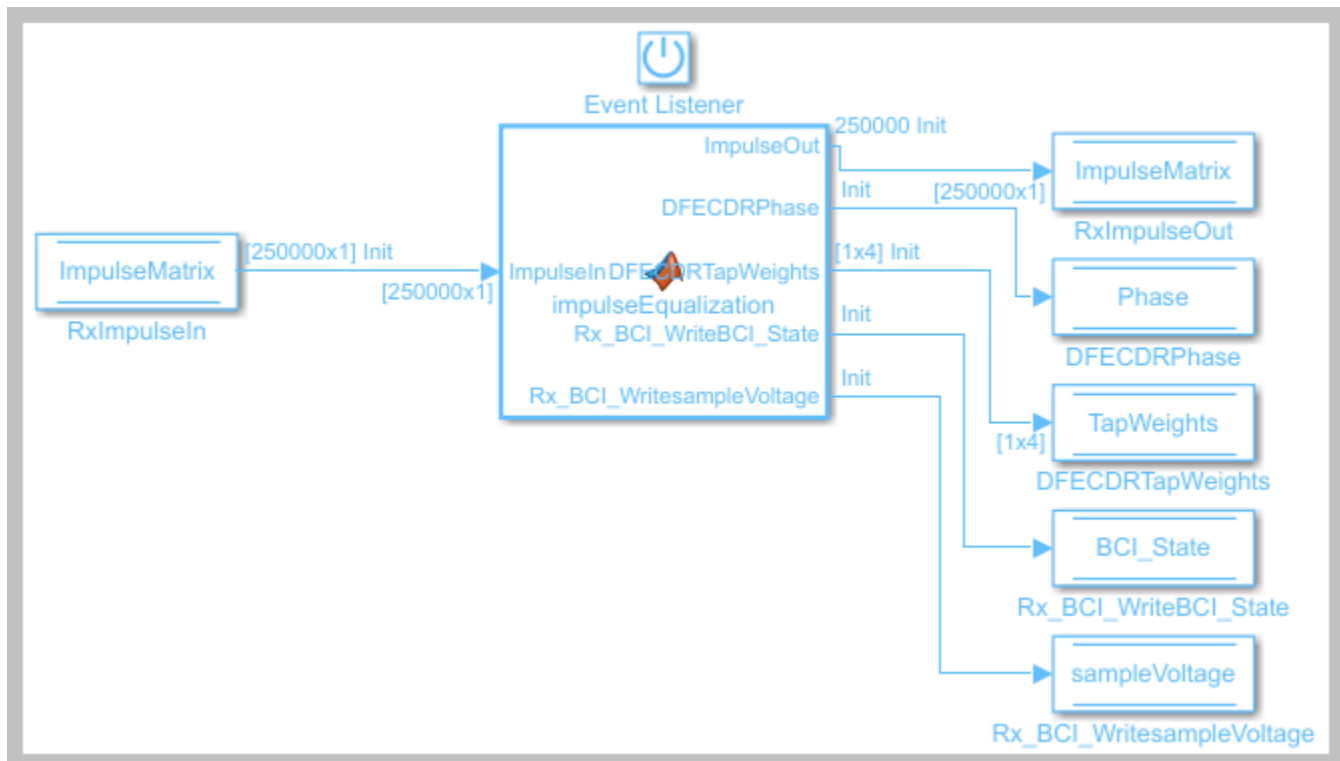 Event Listener
250000 Init
ImpulseOut
ImpulseMatrix
Init
[250000x1]
DFECDRPhase
RxImpulseOut
[250000x1] Init
[1x4] Init
ImpulseMatrix
ImpulseIn DFECDRTapWeights
[250000x1]
impulseEqualization
Phase
RxImpulseIn
Init
Rx_BCI_WriteBCI_State
DFECDRPhase
Init
Rx_BCI_WritesampleVoltage
TapWeights
[1x4]
DFECDRTapWeights
BCI_State
Rx_BCI_WriteBCI_State
sampleVoltage
Rx_BCI_WritesampleVoltage